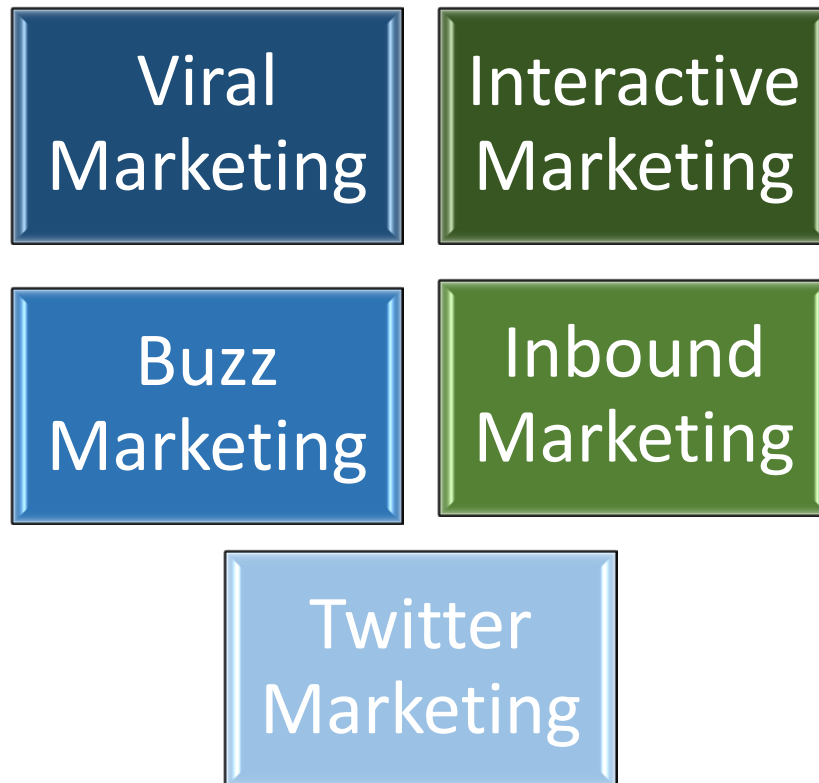 Viral
Marketing
Interactive
Marketing
Buzz
Marketing
Inbound
Marketing
Twitter
Marketing